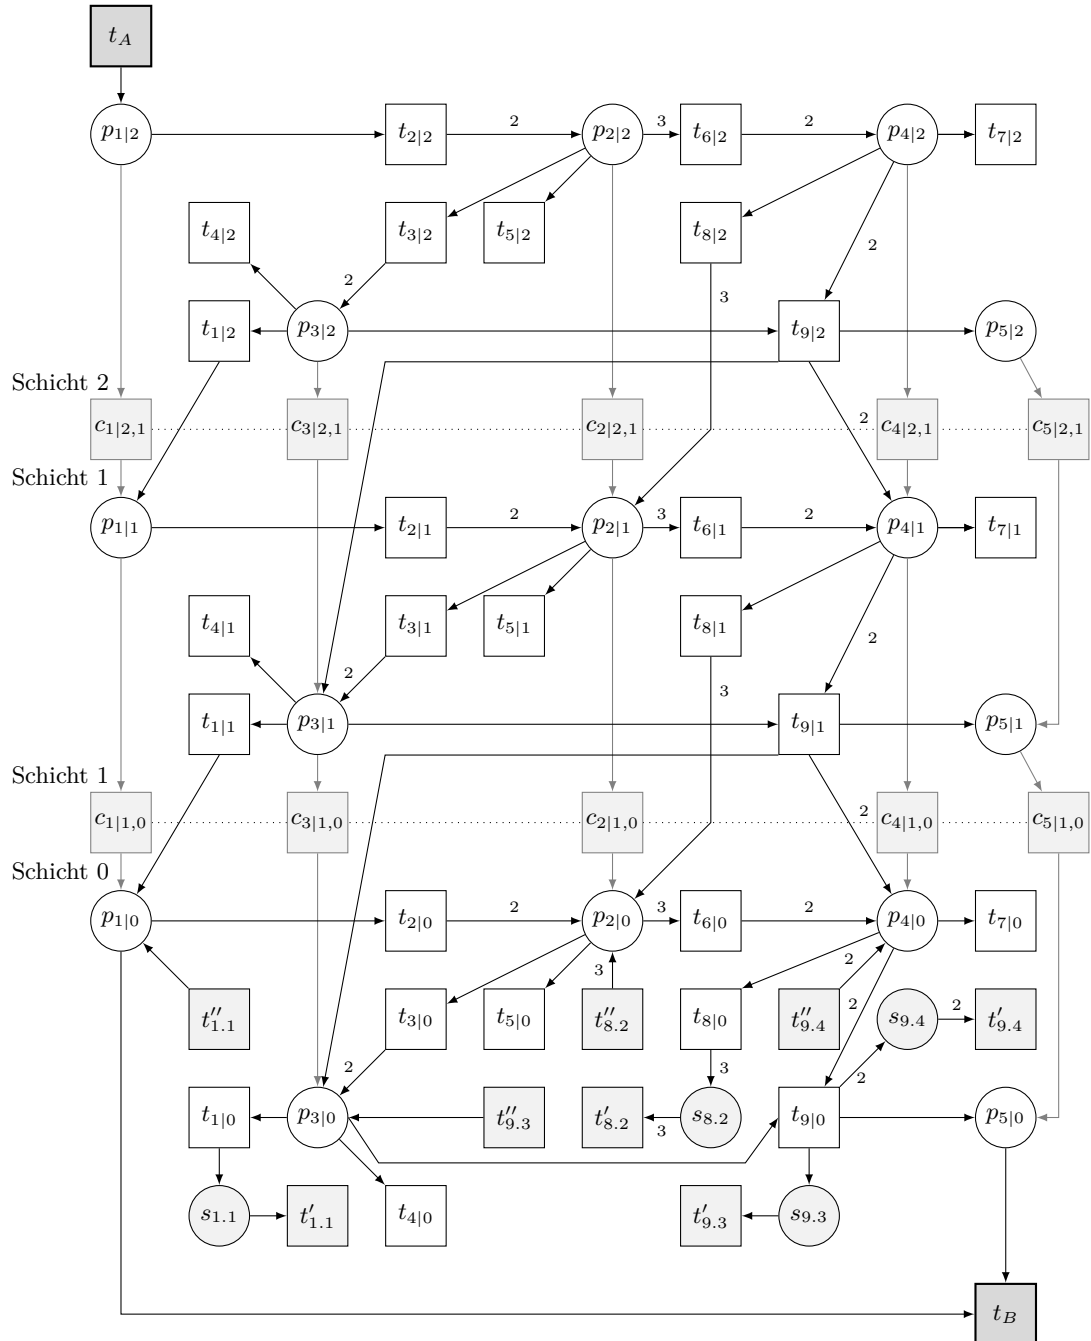 t_A
p_{1|2} t_{2|2} 2 p_{2|2} 3 t_{6|2} 2 p_{4|2} t_{7|2}
t_{4|2} t_{3|2} t_{5|2} t_{8|2} 2
2 3
t_{1|2} p_{3|2} t_{9|2} p_{5|2}
Schicht 2
c_{1|2,1} c_{3|2,1} c_{2|2,1} 2 c_{4|2,1} c_{5|2,1}
Schicht 1
p_{1|1} t_{2|1} 2 p_{2|1} 3 t_{6|1} 2 p_{4|1} t_{7|1}
t_{4|1} t_{3|1} t_{5|1} t_{8|1} 2
2 3
t_{1|1} p_{3|1} t_{9|1} p_{5|1}
Schicht 1
c_{1|1,0} c_{3|1,0} c_{2|1,0} 2 c_{4|1,0} c_{5|1,0}
Schicht 0
p_{1|0} t_{2|0} 2 p_{2|0} 3 t_{6|0} 2 p_{4|0} t_{7|0}
3 2
t''_{1.1} t_{3|0} t_{5|0} t''_{8.2} t_{8|0} t''_{9.4} 2 s_{9.4} 2 t'_{9.4}
2 3 2
t_{1|0} p_{3|0} t''_{9.3} t'_{8.2} 3 s_{8.2} t_{9|0} p_{5|0}
s_{1.1} t'_{1.1} t_{4|0} t'_{9.3} s_{9.3}
t_B